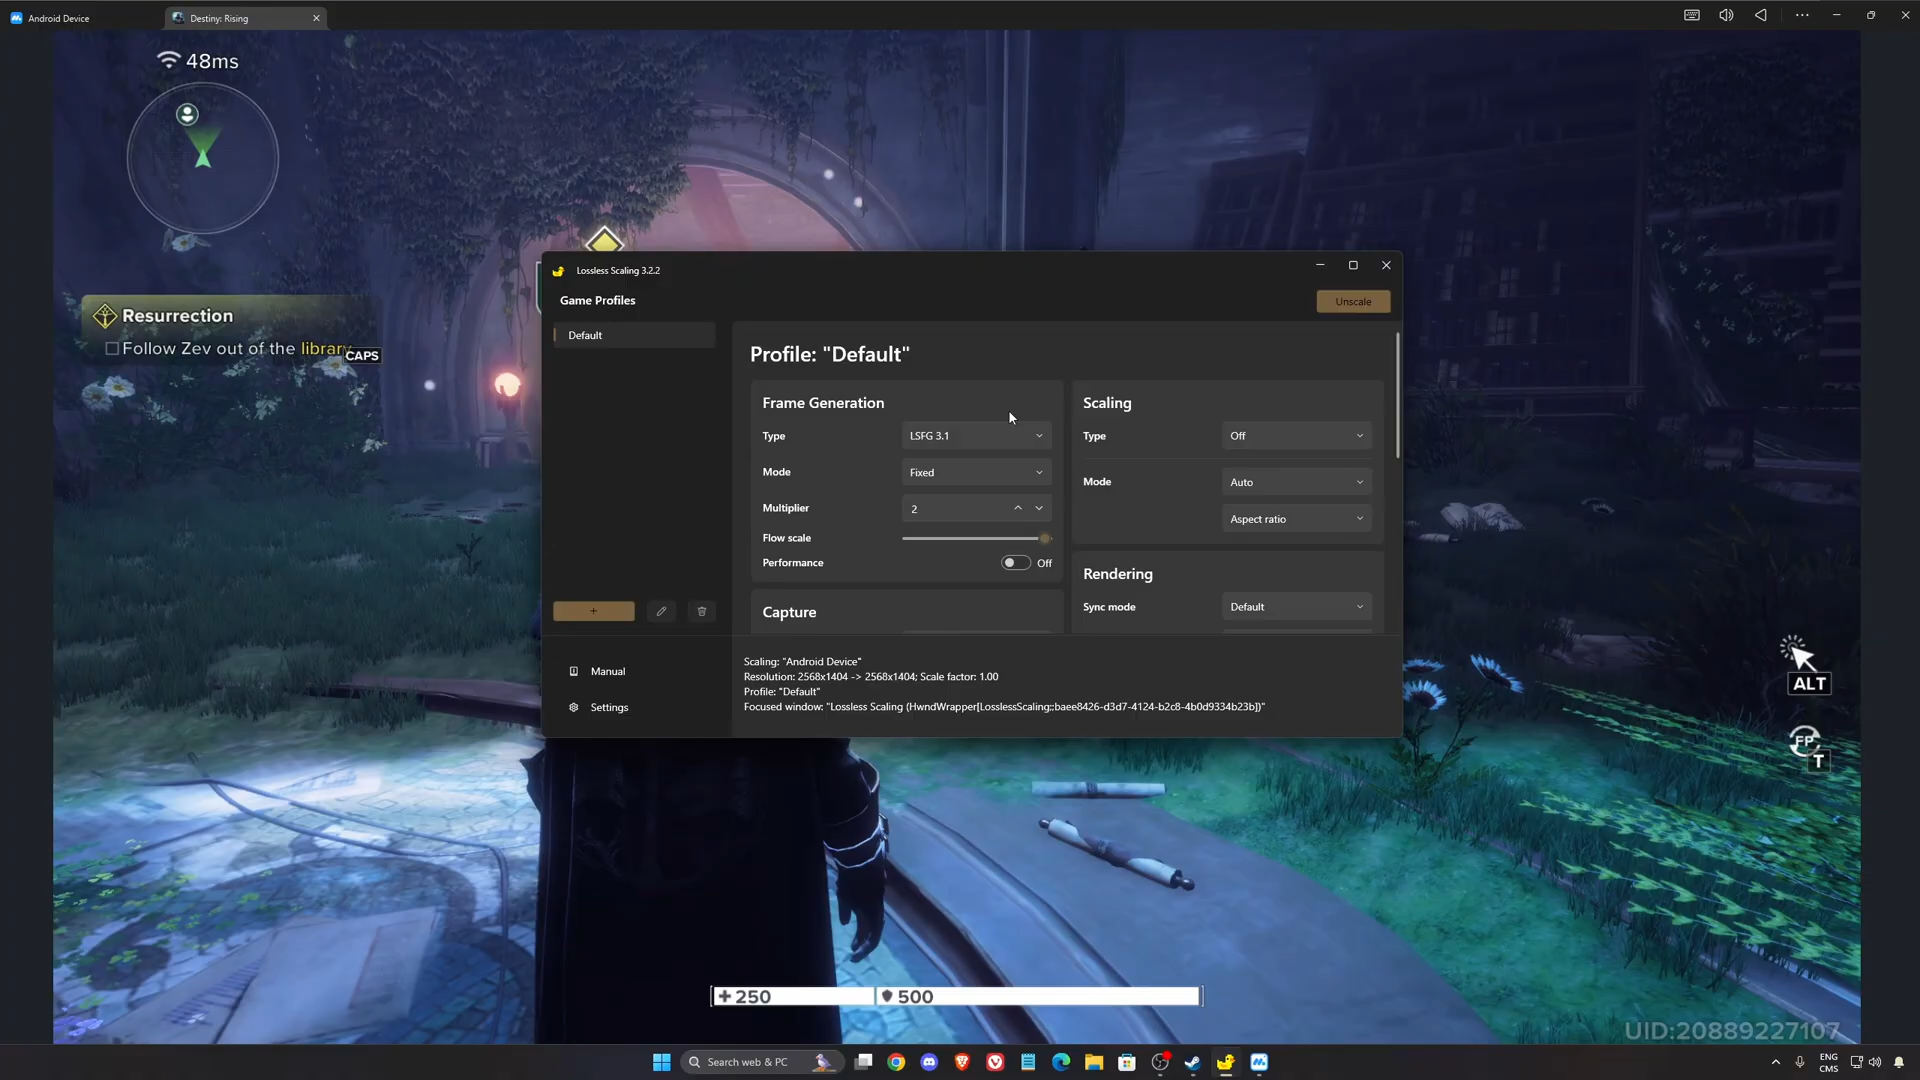 Android Device
Destiny: Rising
48ms
Resurrection
Follow Zev out of the library
CAPS
Lossless Scaling 3.2.2
Game Profiles
Unscale
Default
Profile: "Default"
Frame Generation
Type
LSFG 3.1
Mode
Fixed
Multiplier
2
Flow scale
Performance
Off
Capture
Scaling
Type
Off
Mode
Auto
Aspect ratio
Rendering
Sync mode
Default
Manual
Settings
Scaling: "Android Device"
Resolution: 2568x1404 -> 2568x1404; Scale factor: 1.00
Profile: "Default"
Focused window: "Lossless Scaling (HwndWrapper[LosslessScaling;;baee8426-d3d7-4124-b2c8-4b0d9334b23b])"
ALT
FP
T
250
500
UID:20889227107
Search web & PC
ENG
CMS